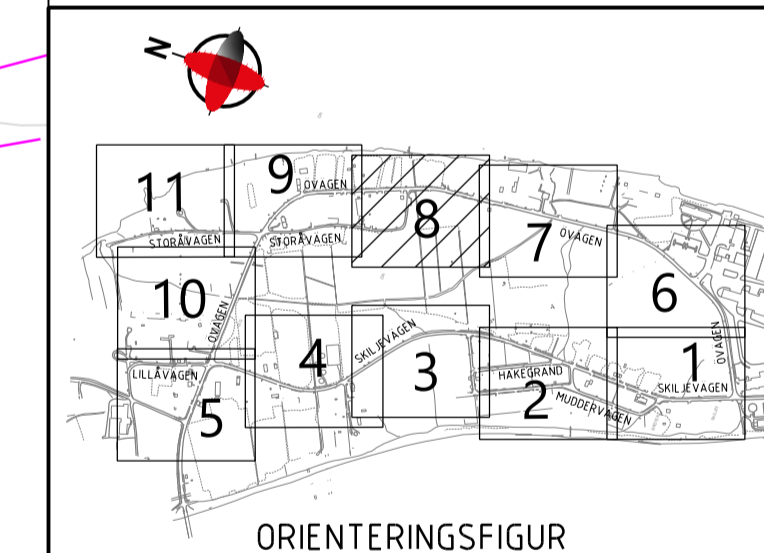 N
9
11
OVAGEN
8
STORÅVAGEN
STORÅVAGEN
7
OVAGEN
10
6
OVAGEN
OVAGEN
4
SKILJEVAGEN
3
1
LILLÅVAGEN
HAKEGRAND
SKILJEVAGEN
2
MUDDERVAGEN
5
ORIENTERINGSFIGUR